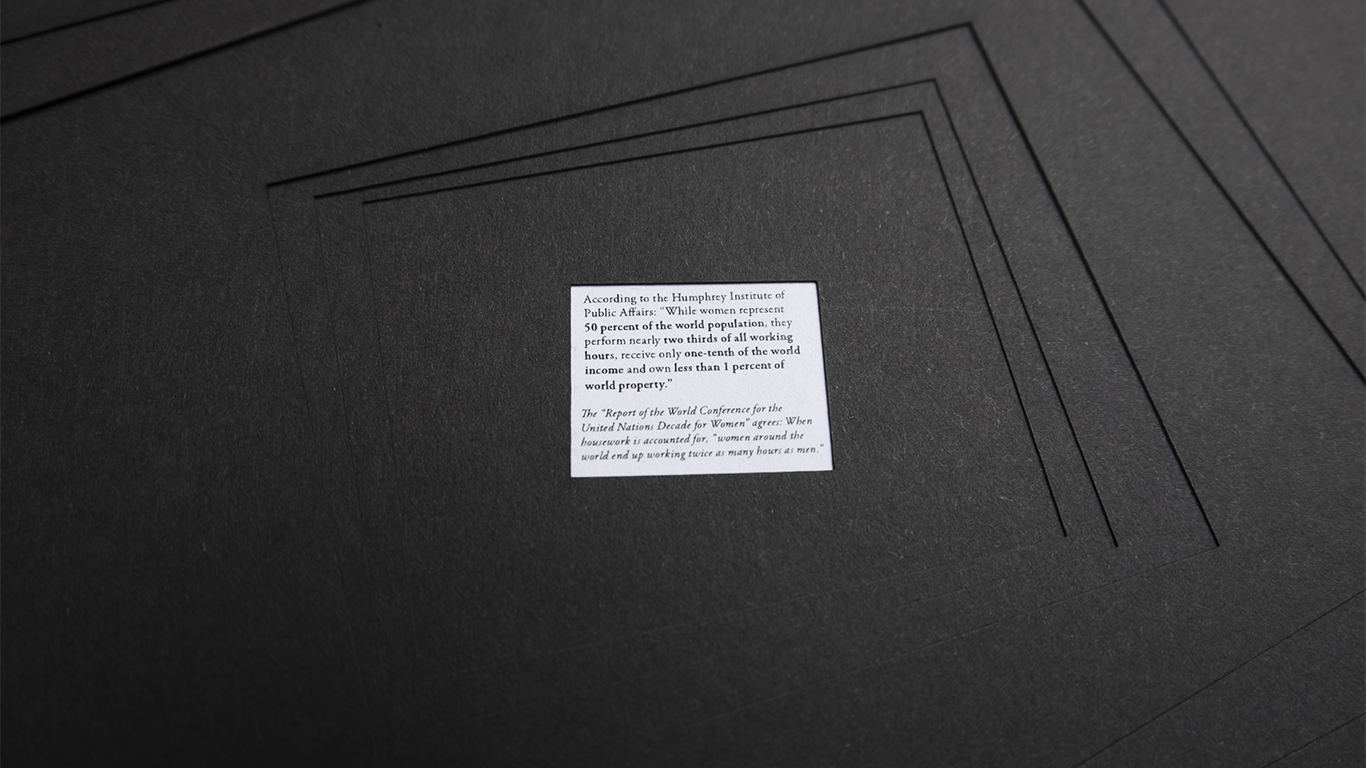 According to the Humphrey Institute of
Public Affairs: “While women represent
50 percent of the world population, they
perform nearly two thirds of all working
hours, receive only one-tenth of the world
income and own less than 1 percent of
world property.”
The “Report of the World Conference for the
United Nations Decade for Women” agrees: When
housework is accounted for, “women around the
world end up working twice as many hours as men.”